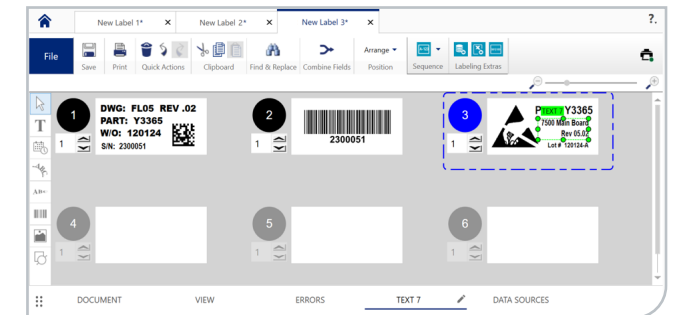 New Label 1* ×
New Label 2* ×
New Label 3* ×
?.
File
Save
Print
Quick Actions
Clipboard
Find & Replace
Combine Fields
Arrange
Position
Sequence
Labeling Extras
T
1
1
DWG: FL05 REV .02
PART: Y3365
W/O: 120124
S/N: 2300051
2
1
2300051
3
1
TEXT 7
Y3365
7500 Main Board
Rev 05.02
Lot # 120124-A
4
1
5
1
6
1
DOCUMENT
VIEW
ERRORS
TEXT 7
DATA SOURCES